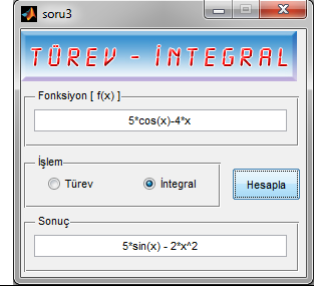 soru3
TÜREV - İNTEGRAL
Fonksiyon [ f(x) ]
5*cos(x)-4*x
İşlem
Türev İntegral Hesapla
Sonuç
5*sin(x) - 2*x^2